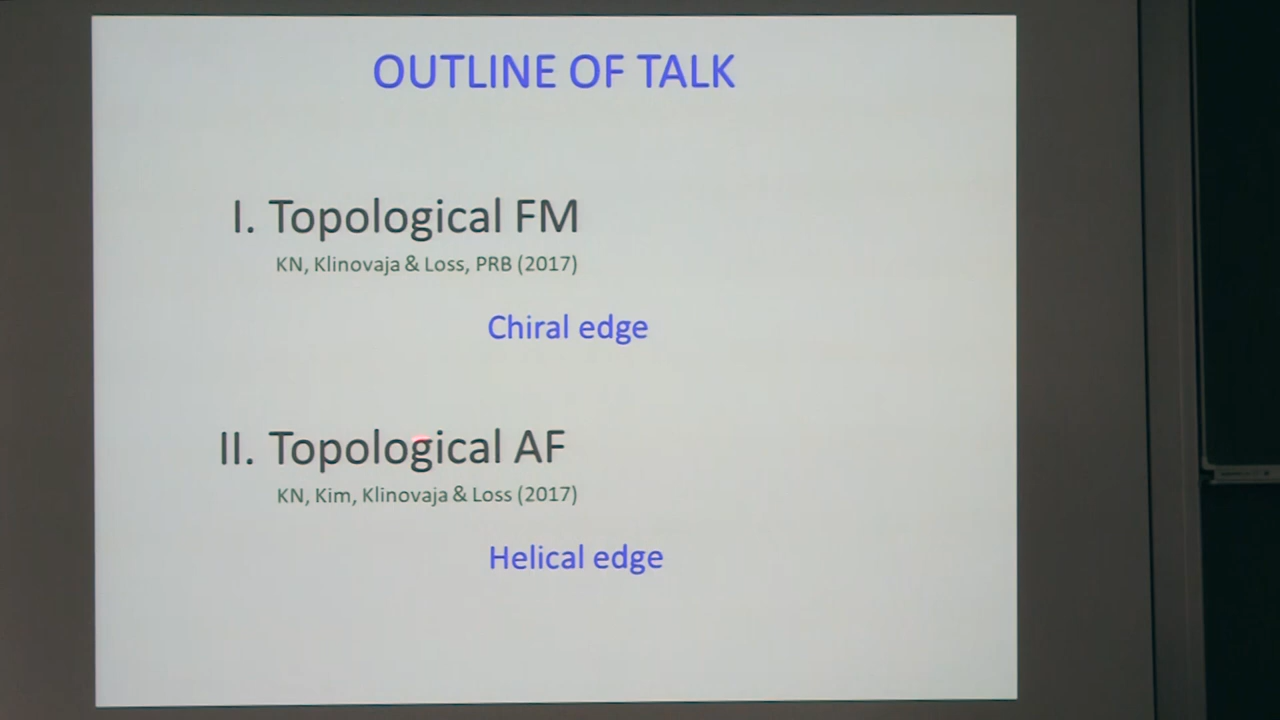 OUTLINE OF TALK
I. Topological FM
KN, Klinovaja & Loss, PRB (2017)
Chiral edge
II. Topological AF
KN, Kim, Klinovaja & Loss (2017)
Helical edge